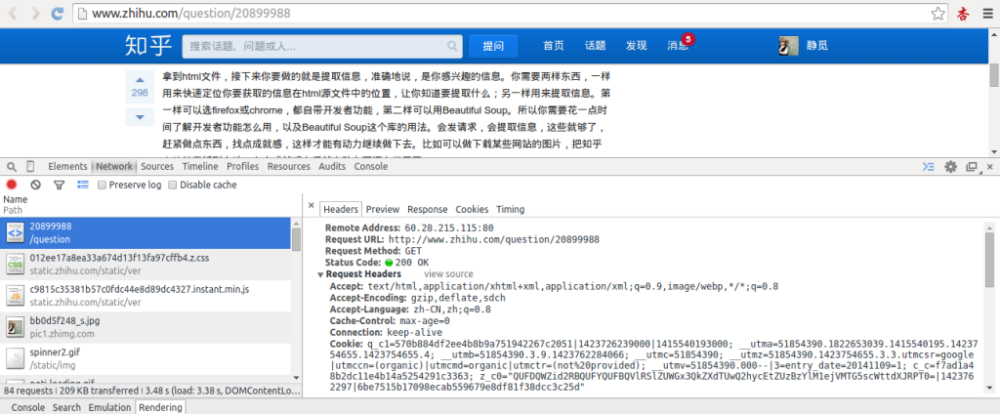 www.zhihu.com/question/20899988
知乎 搜索话题、问题或人... 提问 首页 话题 发现 消息 5 静觅
298
拿到html文件，接下来你要做的就是提取信息，准确地说，是你感兴趣的信息。你需要两样东西，一样
用来快速定位你要获取的信息在html源文件中的位置，让你知道要提取什么；另一样用来提取信息。第
一样可以选firefox或chrome，都自带开发者功能，第二样可以用Beautiful Soup。所以你需要花一点时
间了解开发者功能怎么用，以及Beautiful Soup这个库的用法。会发请求，会提取信息，这些就够了，
赶紧做点东西，找点成就感，这样才能有动力继续做下去。比如可以做下载某些网站的图片，把知乎
Elements Network Sources Timeline Profiles Resources Audits Console
Preserve log Disable cache
Name
Path
20899988
/question
012ee17a8ea33a674d13f13fa97cffb4.z.css
static.zhihu.com/static/ver
c9815c35381b57c0fdc44e8d89dc4327.instant.min.js
static.zhihu.com/static/ver
bb0d5f248_s.jpg
pic1.zhimg.com
spinner2.gif
/static/img
noti-loading.gif
84 requests | 209 KB transferred | 3.48 s (load: 3.38 s, DOMContentLo...
Headers Preview Response Cookies Timing
Remote Address: 60.28.215.115:80
Request URL: http://www.zhihu.com/question/20899988
Request Method: GET
Status Code: 200 OK
Request Headers view source
Accept: text/html,application/xhtml+xml,application/xml;q=0.9,image/webp,*/*;q=0.8
Accept-Encoding: gzip,deflate,sdch
Accept-Language: zh-CN,zh;q=0.8
Cache-Control: max-age=0
Connection: keep-alive
Cookie: q_c1=570b884df2ee4b8b9a751942267c2051|1423726239000|1415540193000; __utma=51854390.1822653039.1415540195.14237
54655.1423754655.4; __utmb=51854390.3.9.1423762284066; __utmc=51854390; __utmz=51854390.1423754655.3.3.utmcsr=google
|utmccn=(organic)|utmcmd=organic|utmctr=(not%20provided); __utmv=51854390.000--|3=entry_date=20141109=1; c_c=f7ad1a4
8b2dc11e4b14a5254291c3363; z_c0="QUFDQWZid2RBQUFYQUFBQVlRSlZUWGx3QkZXdTUwQ2hycEtZUzBzYlM1ejVMTG5scWttdXJRPT0=|142376
2297|6be7515b17098ecab559679e8df81f38dcc3c25d"
Console Search Emulation Rendering